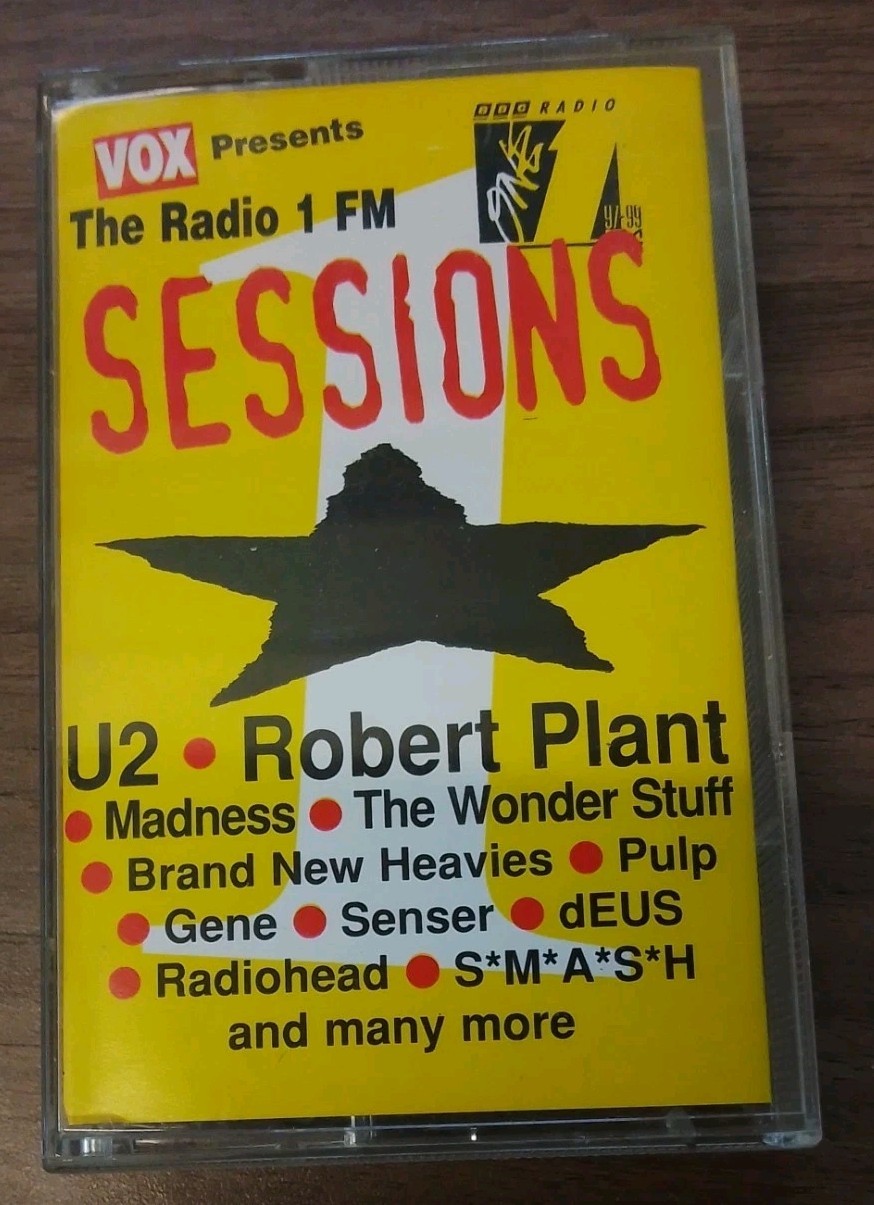 VOX Presents
BBC RADIO
1
97-99
The Radio 1 FM
SESSIONS
U2 • Robert Plant
• Madness • The Wonder Stuff
• Brand New Heavies • Pulp
• Gene • Senser • dEUS
• Radiohead • S*M*A*S*H
and many more